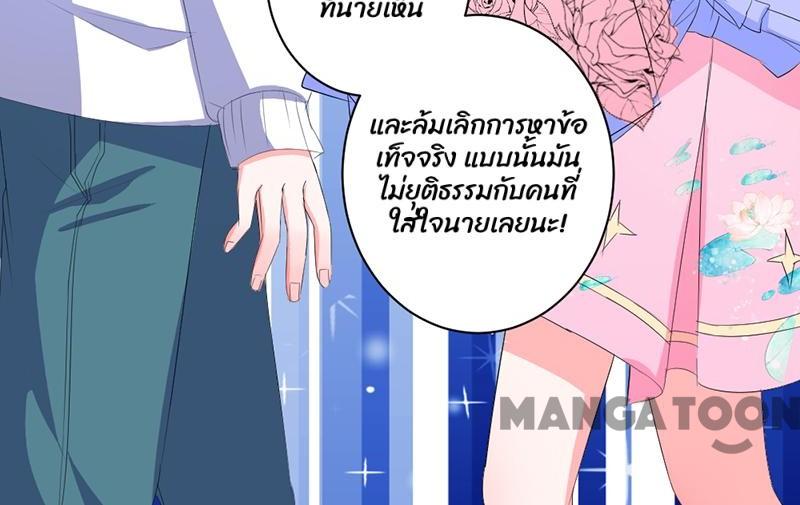 ที่นายเห็น
และล้มเลิกการหาข้อ
เท็จจริง แบบนั้นมัน
ไม่ยุติธรรมกับคนที่
ใส่ใจนายเลยนะ!
MANGATOON